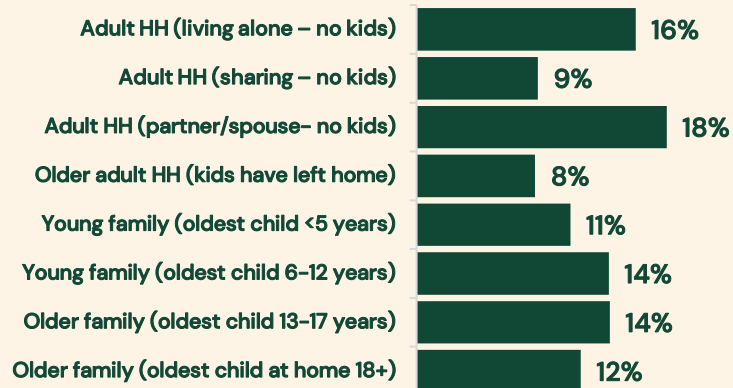 Adult HH (living alone – no kids) 16%
Adult HH (sharing – no kids) 9%
Adult HH (partner/spouse– no kids) 18%
Older adult HH (kids have left home) 8%
Young family (oldest child <5 years) 11%
Young family (oldest child 6-12 years) 14%
Older family (oldest child 13-17 years) 14%
Older family (oldest child at home 18+) 12%